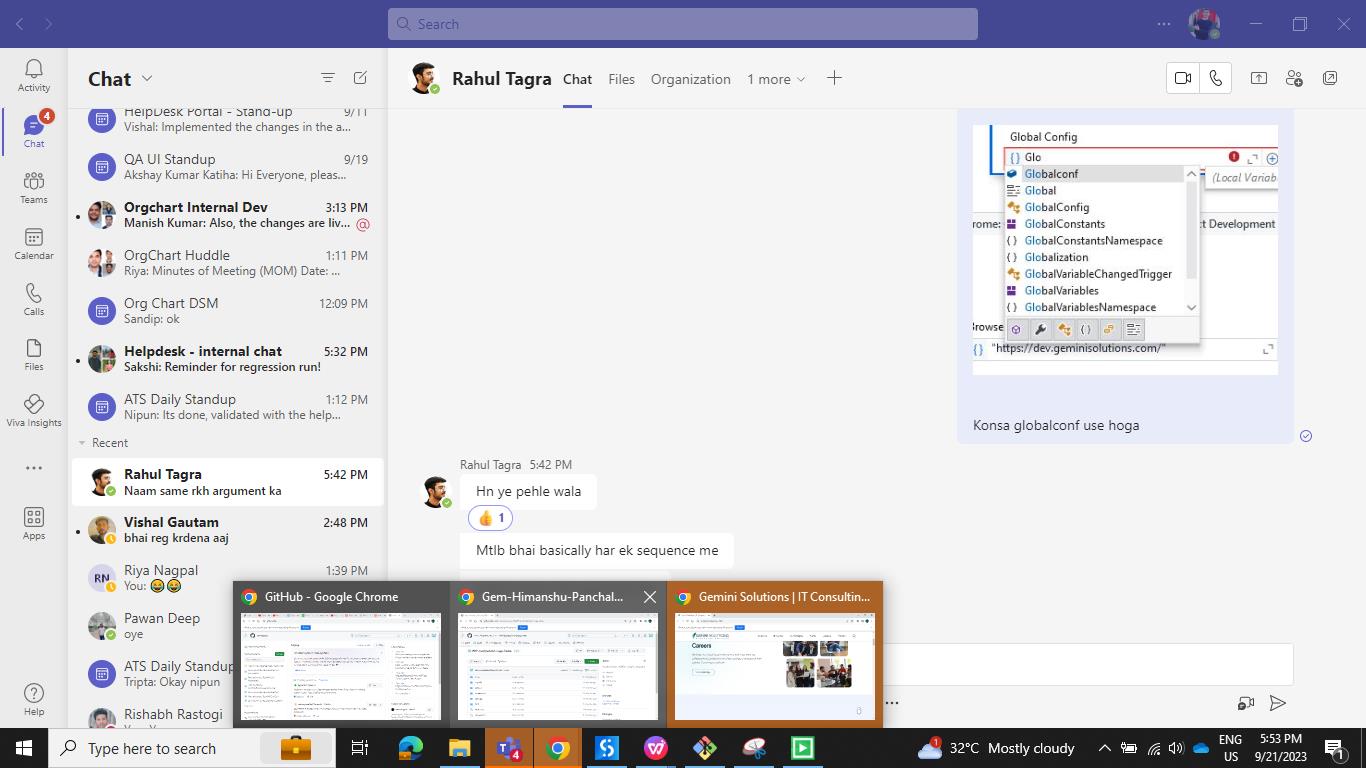 Search
Activity
Chat
4
Teams
Calendar
Calls
Files
Viva Insights
Apps
Help
Chat
HelpDesk Portal - Stand-up 9/11
Vishal: Implemented the changes in the a...
QA UI Standup 9/19
Akshay Kumar Katiha: Hi Everyone, pleas...
Orgchart Internal Dev 3:13 PM
Manish Kumar: Also, the changes are liv...
OrgChart Huddle 1:11 PM
Riya: Minutes of Meeting (MOM) Date: ...
Org Chart DSM 12:09 PM
Sandip: ok
Helpdesk - internal chat 5:32 PM
Sakshi: Reminder for regression run!
ATS Daily Standup 1:12 PM
Nipun: Its done, validated with the help...
Recent
Rahul Tagra 5:42 PM
Naam same rkh argument ka
Vishal Gautam 2:48 PM
bhai reg krdena aaj
RN
Riya Nagpal 1:39 PM
You: 😂😂
Pawan Deep
oye
ATS Daily Standup
Tripta: Okay nipun
Rishabh Rastogi
Rahul Tagra Chat Files Organization 1 more
Global Config
{ } Glo
(Local Variab
Globalconf
Global
GlobalConfig
GlobalConstants
GlobalConstantsNamespace
Globalization
GlobalVariableChangedTrigger
GlobalVariables
GlobalVariablesNamespace
rome:
ct Development
Browse
{} "https://dev.geminisolutions.com/"
Konsa globalconf use hoga
Rahul Tagra 5:42 PM
Hn ye pehle wala
👍 1
Mtlb bhai basically har ek sequence me
GitHub - Google Chrome
Gem-Himanshu-Panchal...
Gemini Solutions | IT Consultin...
Careers
Type here to search
4
32°C Mostly cloudy
ENG
US
5:53 PM
9/21/2023
1